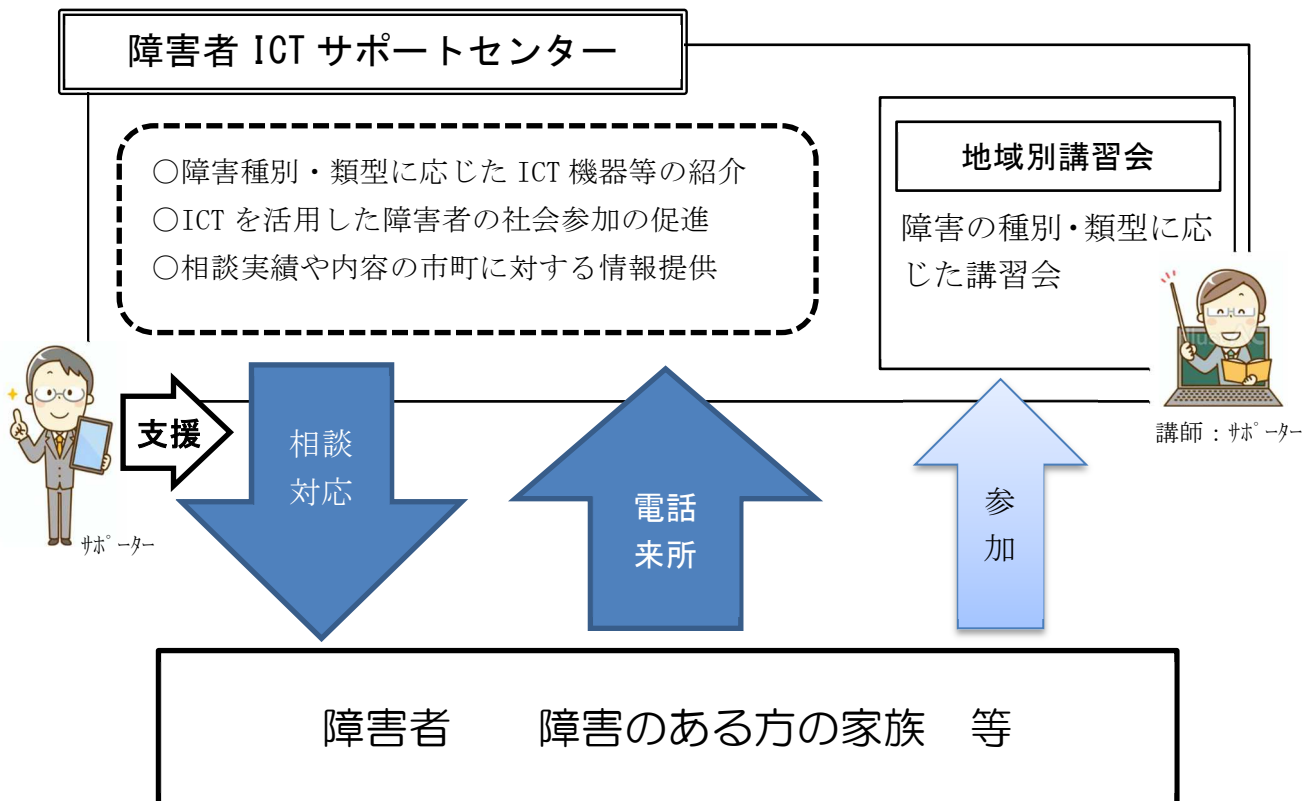 障害者 ICT サポートセンター
○障害種別・類型に応じた ICT 機器等の紹介
○ICT を活用した障害者の社会参加の促進
○相談実績や内容の市町に対する情報提供
地域別講習会
障害の種別・類型に応
じた講習会
講師：ｻﾎﾟｰﾀｰ
支援
ｻﾎﾟｰﾀｰ
相談
対応
電話
来所
参
加
障害者　　障害のある方の家族　等